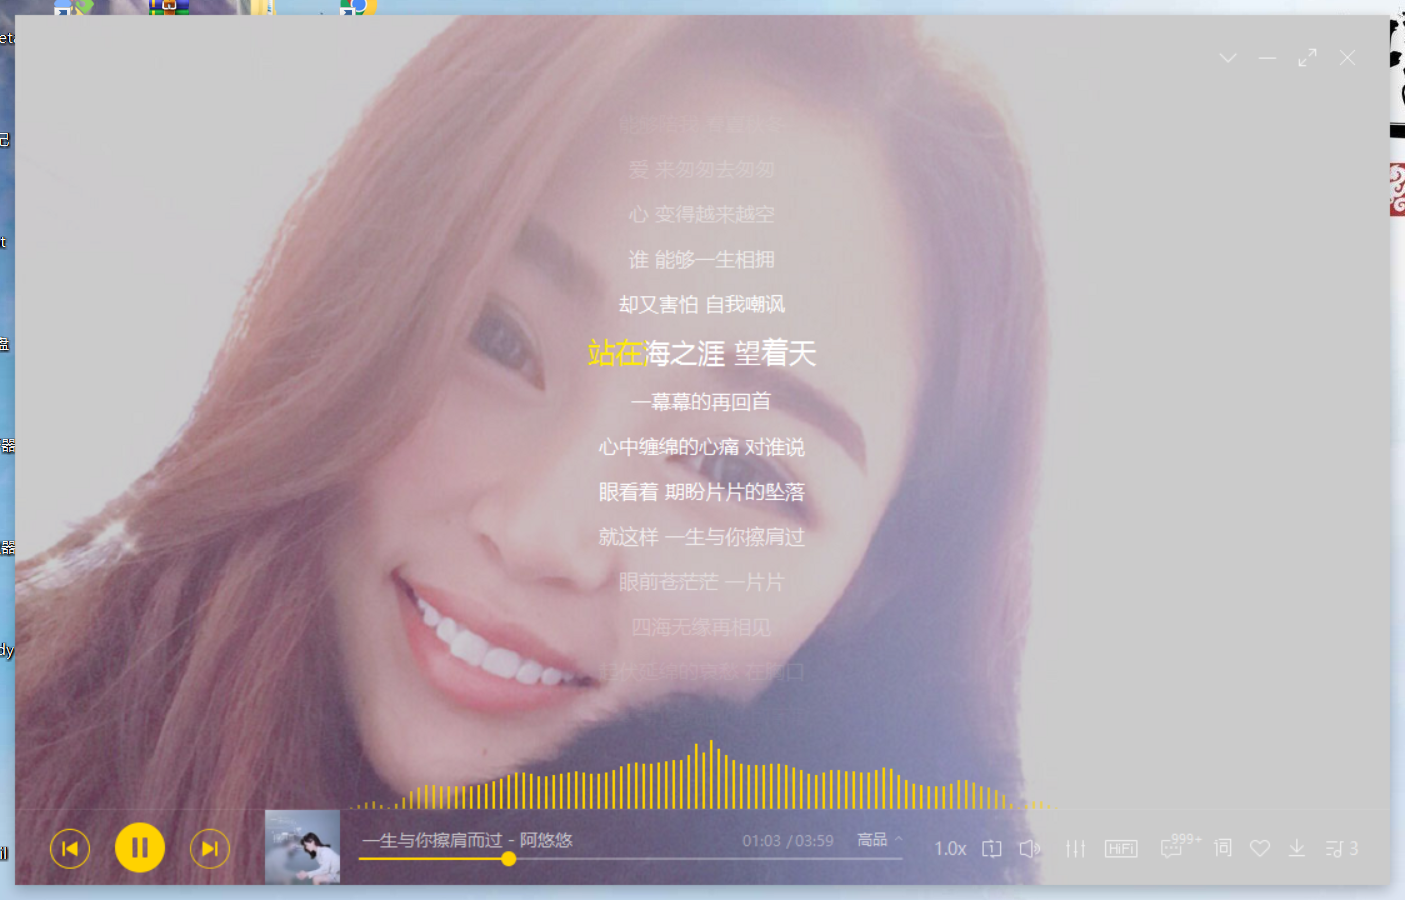 爱 来匆匆去匆匆
心 变得越来越空
谁 能够一生相拥
却又害怕 自我嘲讽
站在海之涯 望着天
一幕幕的再回首
心中缠绵的心痛 对谁说
眼看着 期盼片片的坠落
就这样 一生与你擦肩过
眼前苍茫茫 一片片
四海无缘再相见
一生与你擦肩而过 - 阿悠悠
01:03 / 03:59
高品
1.0x
HiFi
999+
词
3
记
t
盘
器
器
dy
il